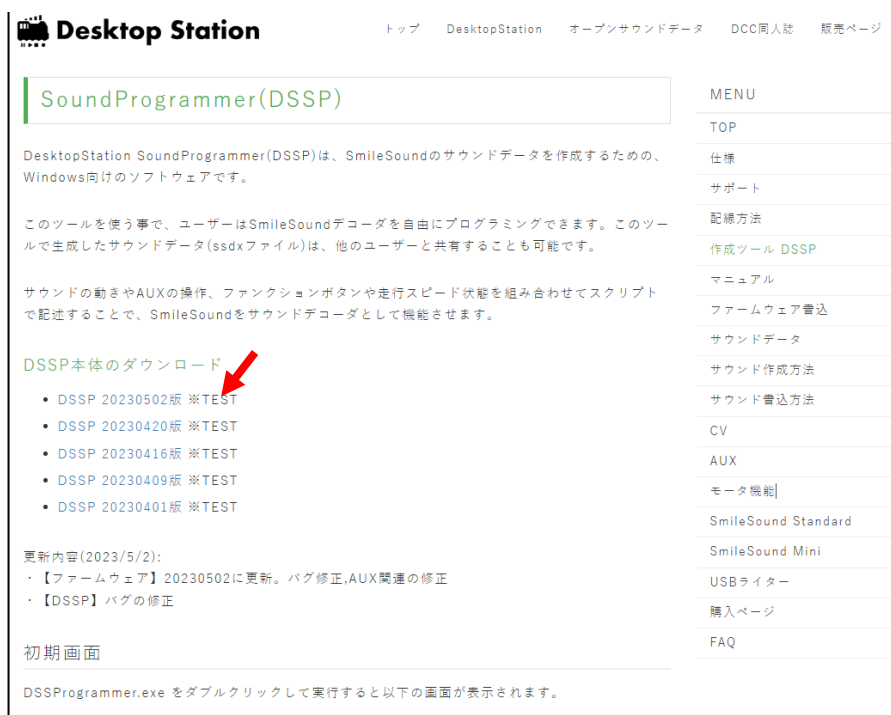 Desktop Station
トップ DesktopStation オープンサウンドデータ DCC同人誌 販売ページ
SoundProgrammer(DSSP)
DesktopStation SoundProgrammer(DSSP)は、SmileSoundのサウンドデータを作成するための、
Windows向けのソフトウェアです。
このツールを使う事で、ユーザーはSmileSoundデコーダを自由にプログラミングできます。このツー
ルで生成したサウンドデータ(ssdxファイル)は、他のユーザーと共有することも可能です。
サウンドの動きやAUXの操作、ファンクションボタンや走行スピード状態を組み合わせてスクリプト
で記述することで、SmileSoundをサウンドデコーダとして機能させます。
DSSP本体のダウンロード
• DSSP 20230502版 ※TEST
• DSSP 20230420版 ※TEST
• DSSP 20230416版 ※TEST
• DSSP 20230409版 ※TEST
• DSSP 20230401版 ※TEST
更新内容(2023/5/2):
・【ファームウェア】20230502に更新。バグ修正,AUX関連の修正
・【DSSP】バグの修正
初期画面
DSSProgrammer.exe をダブルクリックして実行すると以下の画面が表示されます。
MENU
TOP
仕様
サポート
配線方法
作成ツール DSSP
マニュアル
ファームウェア書込
サウンドデータ
サウンド作成方法
サウンド書込方法
CV
AUX
モータ機能
SmileSound Standard
SmileSound Mini
USBライター
購入ページ
FAQ